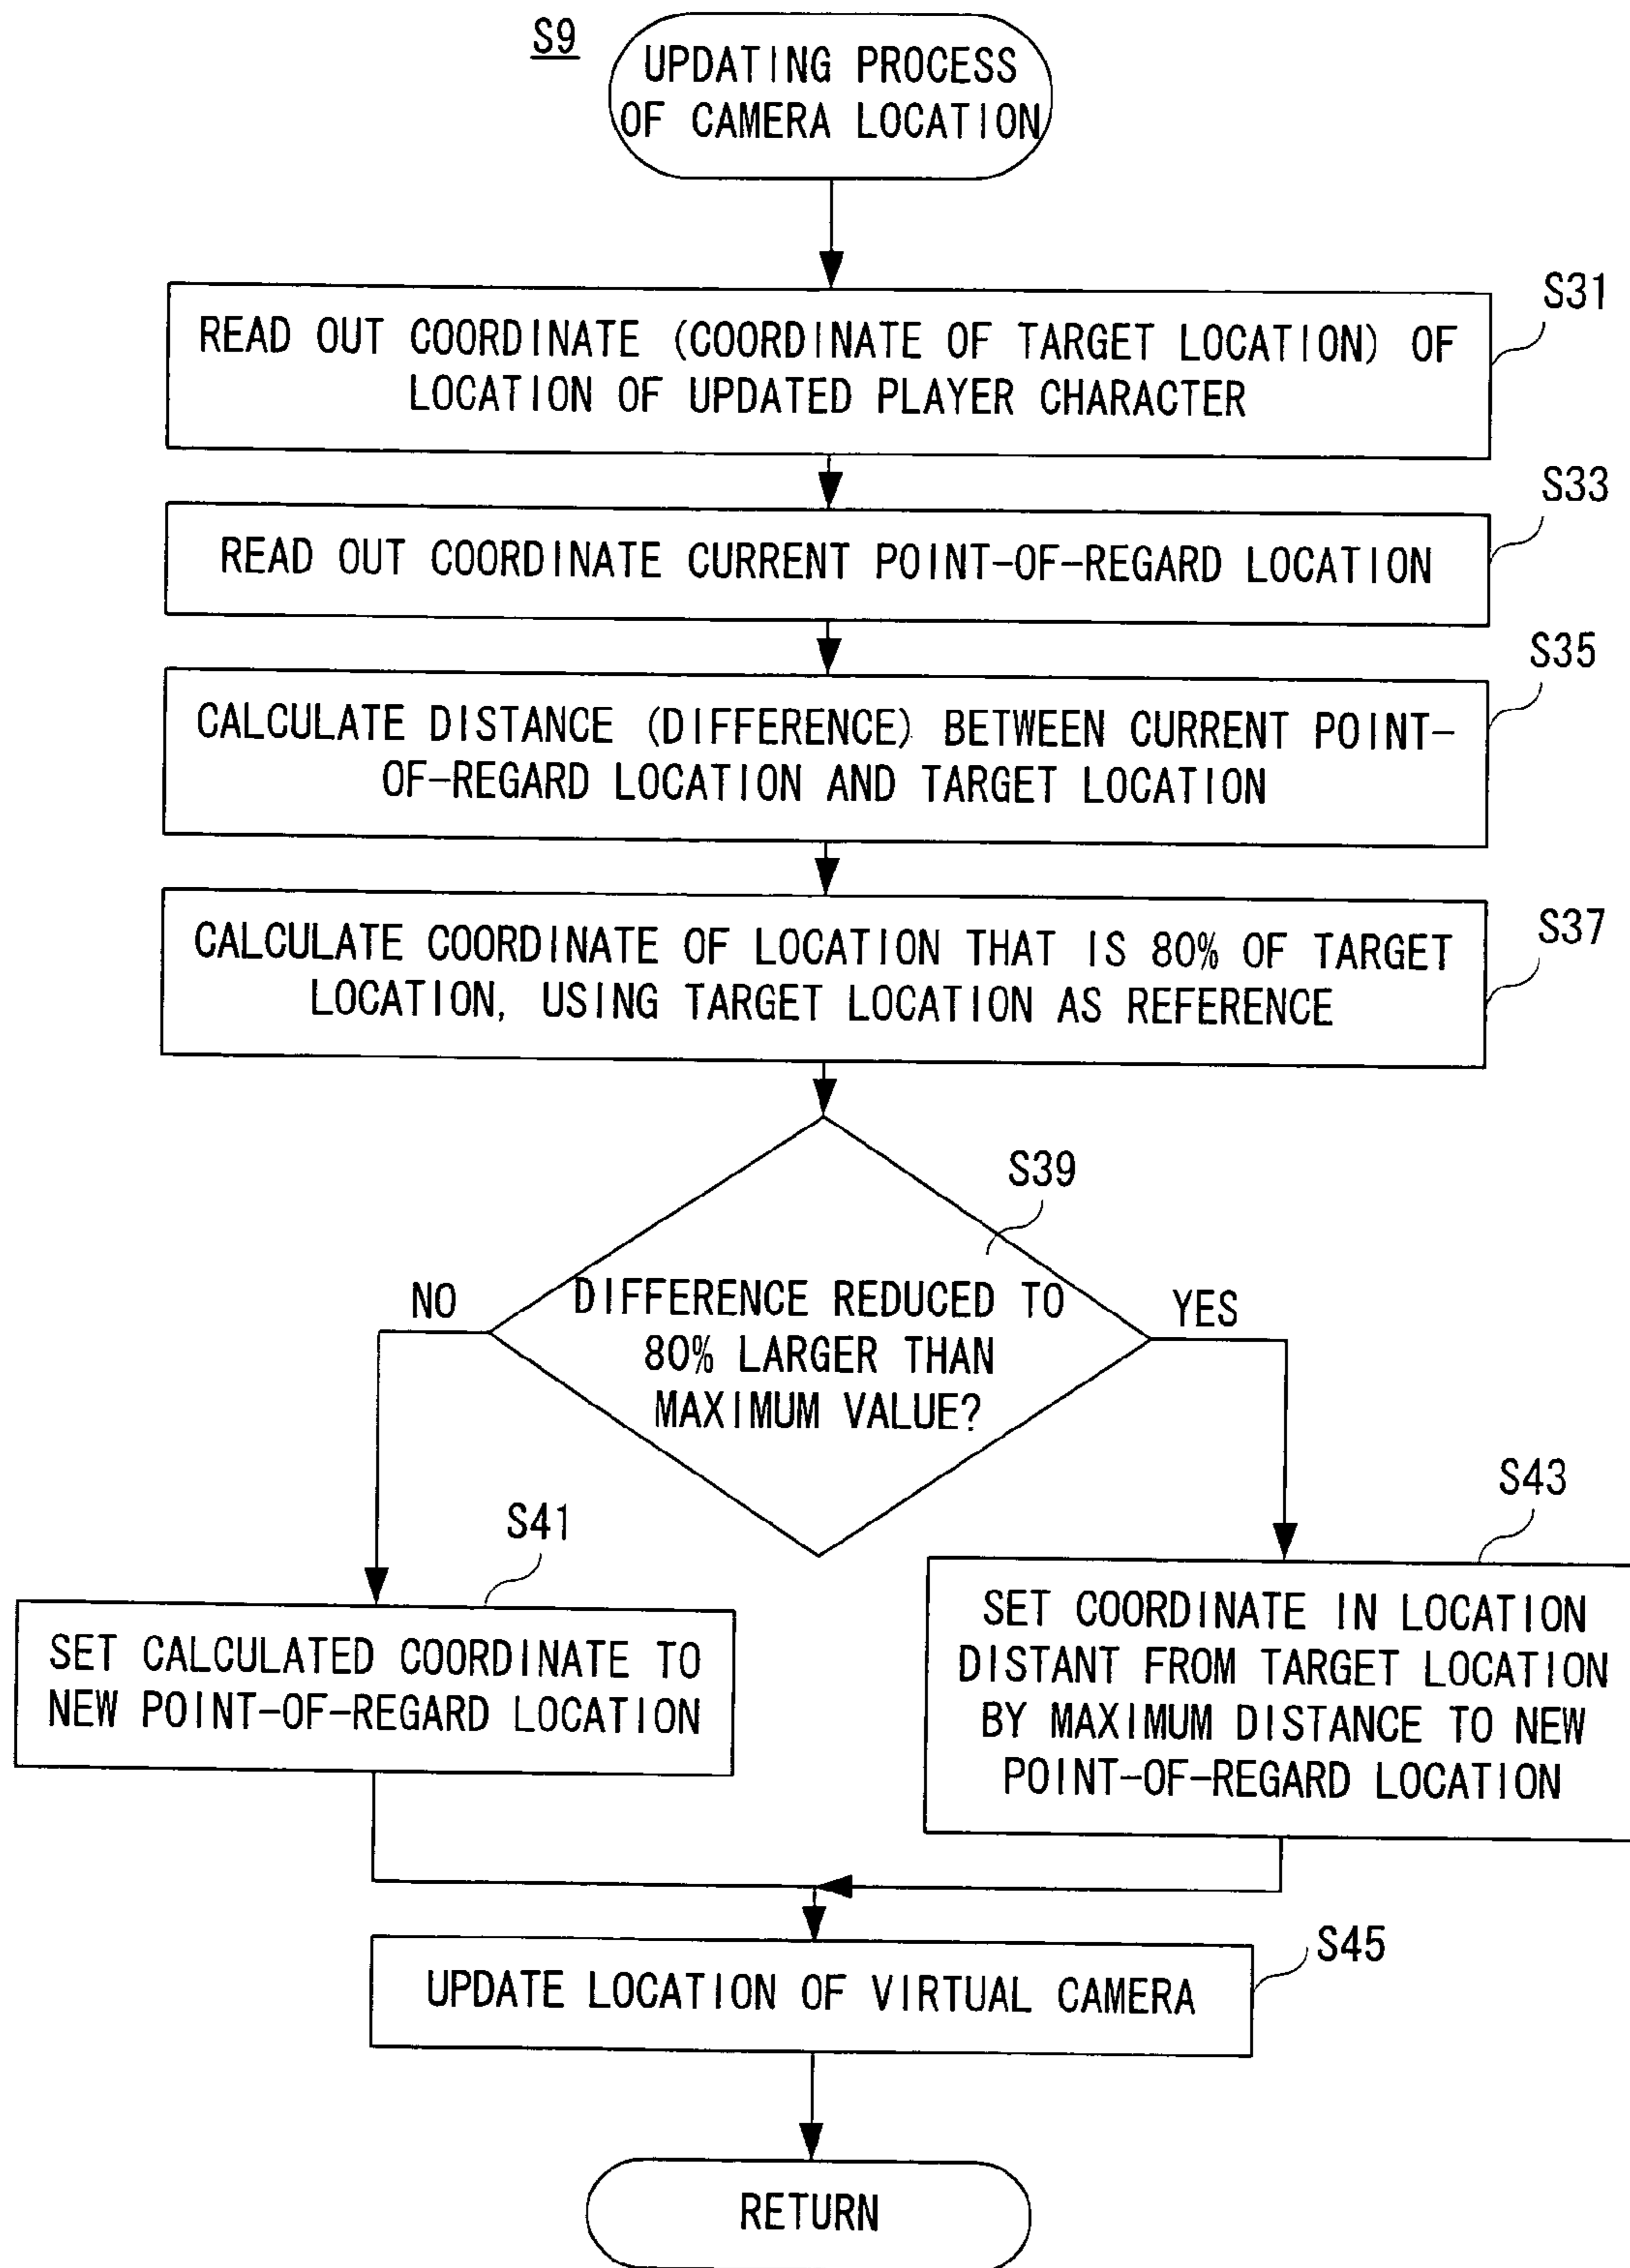 S9
UPDATING PROCESS
OF CAMERA LOCATION
S31
READ OUT COORDINATE (COORDINATE OF TARGET LOCATION) OF
LOCATION OF UPDATED PLAYER CHARACTER
S33
READ OUT COORDINATE CURRENT POINT-OF-REGARD LOCATION
S35
CALCULATE DISTANCE (DIFFERENCE) BETWEEN CURRENT POINT-
OF-REGARD LOCATION AND TARGET LOCATION
S37
CALCULATE COORDINATE OF LOCATION THAT IS 80% OF TARGET
LOCATION, USING TARGET LOCATION AS REFERENCE
S39
DIFFERENCE REDUCED TO
80% LARGER THAN
MAXIMUM VALUE?
NO
YES
S41
SET CALCULATED COORDINATE TO
NEW POINT-OF-REGARD LOCATION
S43
SET COORDINATE IN LOCATION
DISTANT FROM TARGET LOCATION
BY MAXIMUM DISTANCE TO NEW
POINT-OF-REGARD LOCATION
S45
UPDATE LOCATION OF VIRTUAL CAMERA
RETURN